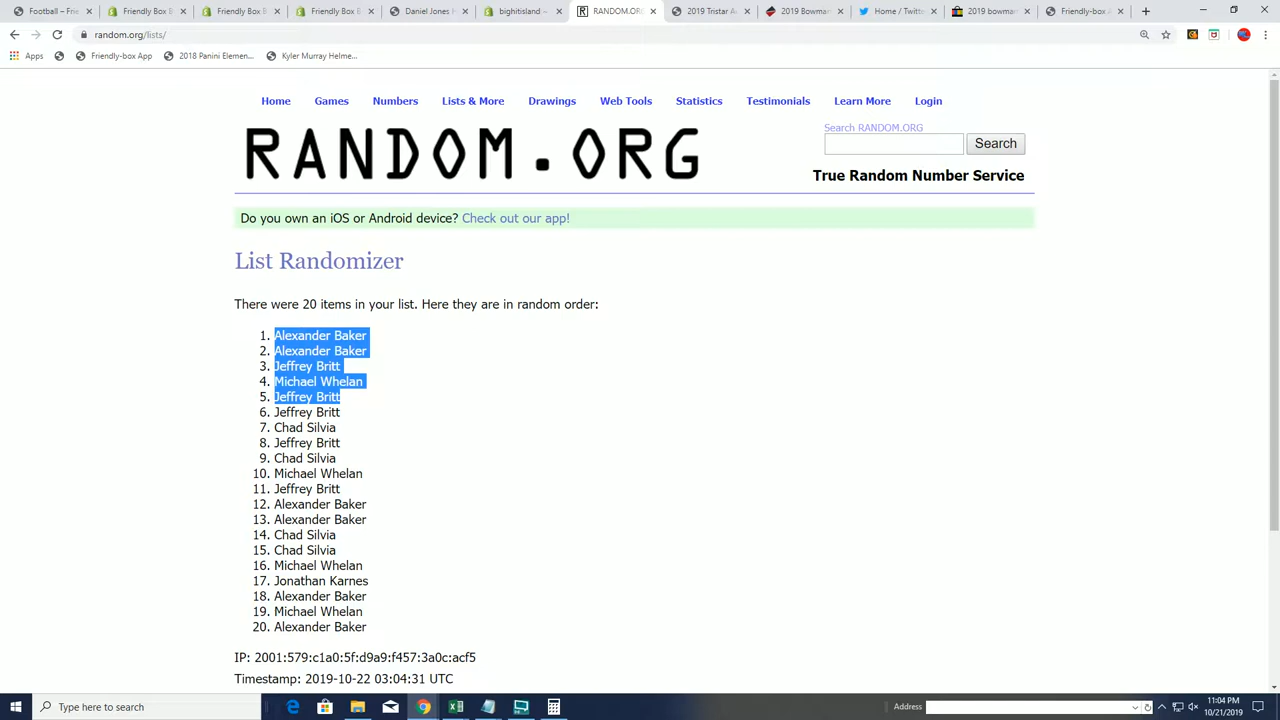 Football – Frie
Friendly Box B
Friendly Box B
Friendly Box B
Daniel Jones H
bighitisland –
RANDOM.ORG
2019 Tristar Au
2019 Bowman
Home / Twitte
2019 bowman
Friendly-box A
random.org/lists/
Apps
Friendly-box App
2018 Panini Elemen...
Kyler Murray Helme...
Home
Games
Numbers
Lists & More
Drawings
Web Tools
Statistics
Testimonials
Learn More
Login
RANDOM.ORG
Search RANDOM.ORG
Search
True Random Number Service
Do you own an iOS or Android device? Check out our app!
List Randomizer
There were 20 items in your list. Here they are in random order:
1. Alexander Baker
2. Alexander Baker
3. Jeffrey Britt
4. Michael Whelan
5. Jeffrey Britt
6. Jeffrey Britt
7. Chad Silvia
8. Jeffrey Britt
9. Chad Silvia
10. Michael Whelan
11. Jeffrey Britt
12. Alexander Baker
13. Alexander Baker
14. Chad Silvia
15. Chad Silvia
16. Michael Whelan
17. Jonathan Karnes
18. Alexander Baker
19. Michael Whelan
20. Alexander Baker
IP: 2001:579:c1a0:5f:d9a9:f457:3a0c:acf5
Timestamp: 2019-10-22 03:04:31 UTC
Type here to search
Address
11:04 PM
10/21/2019